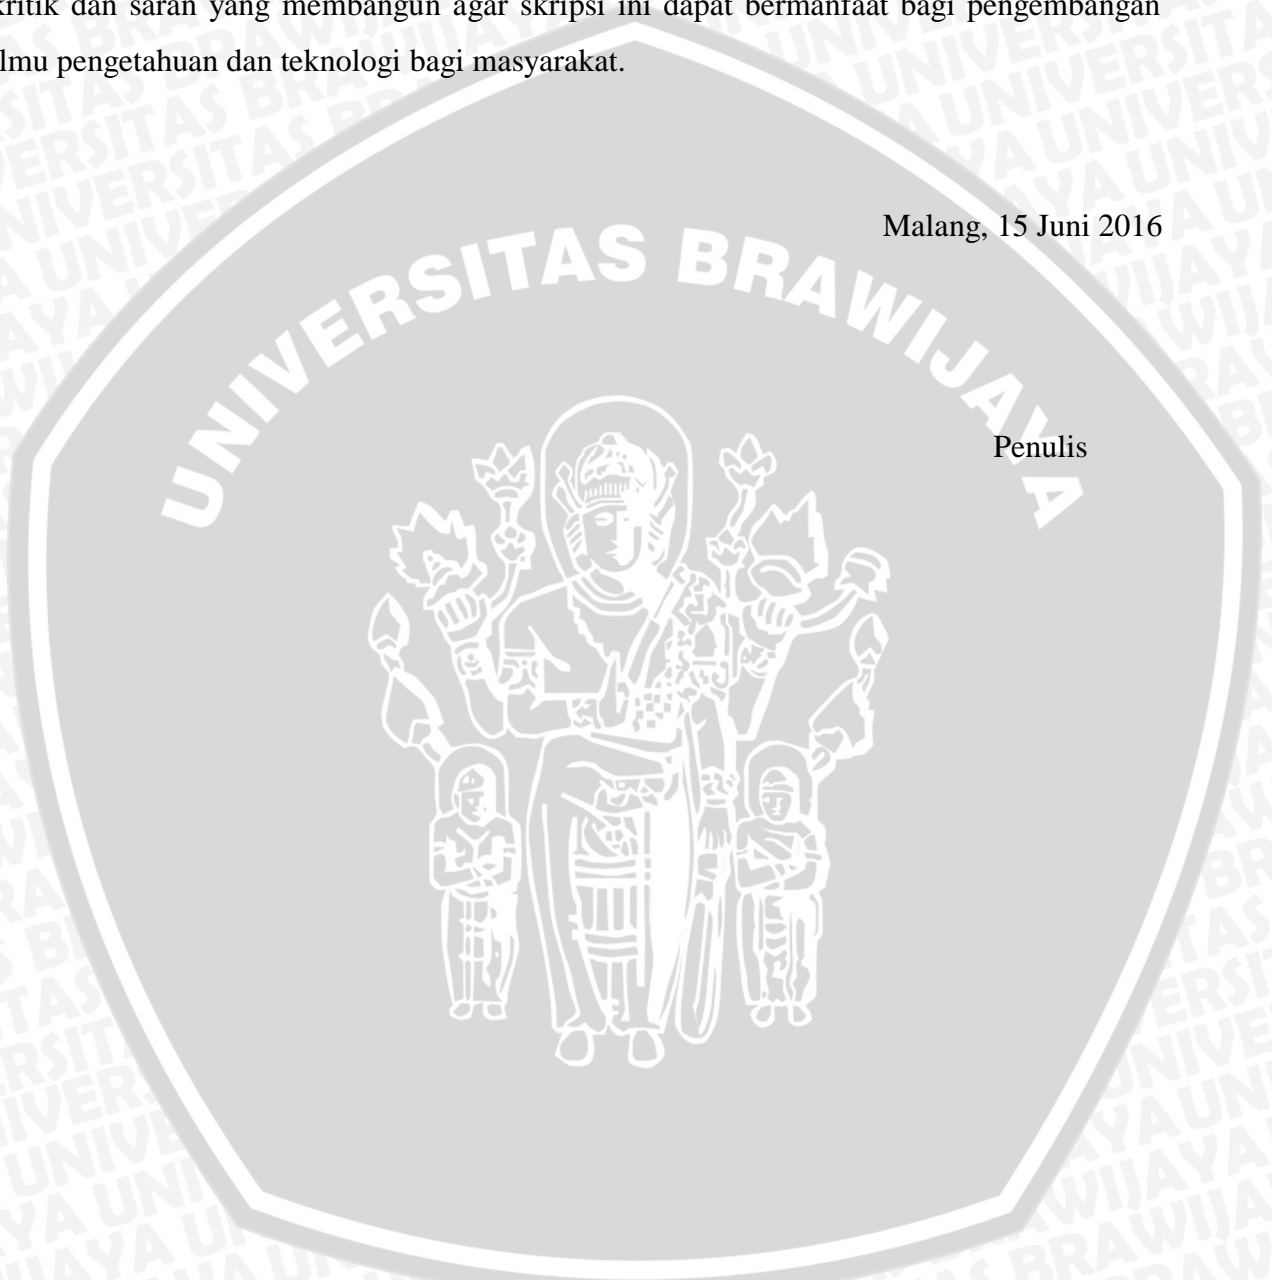 kritik dan saran yang membangun agar skripsi ini dapat bermanfaat bagi pengembangan
lmu pengetahuan dan teknologi bagi masyarakat.
Malang, 15 Juni 2016
UNIVERSITAS BRAWIJAYA
Penulis